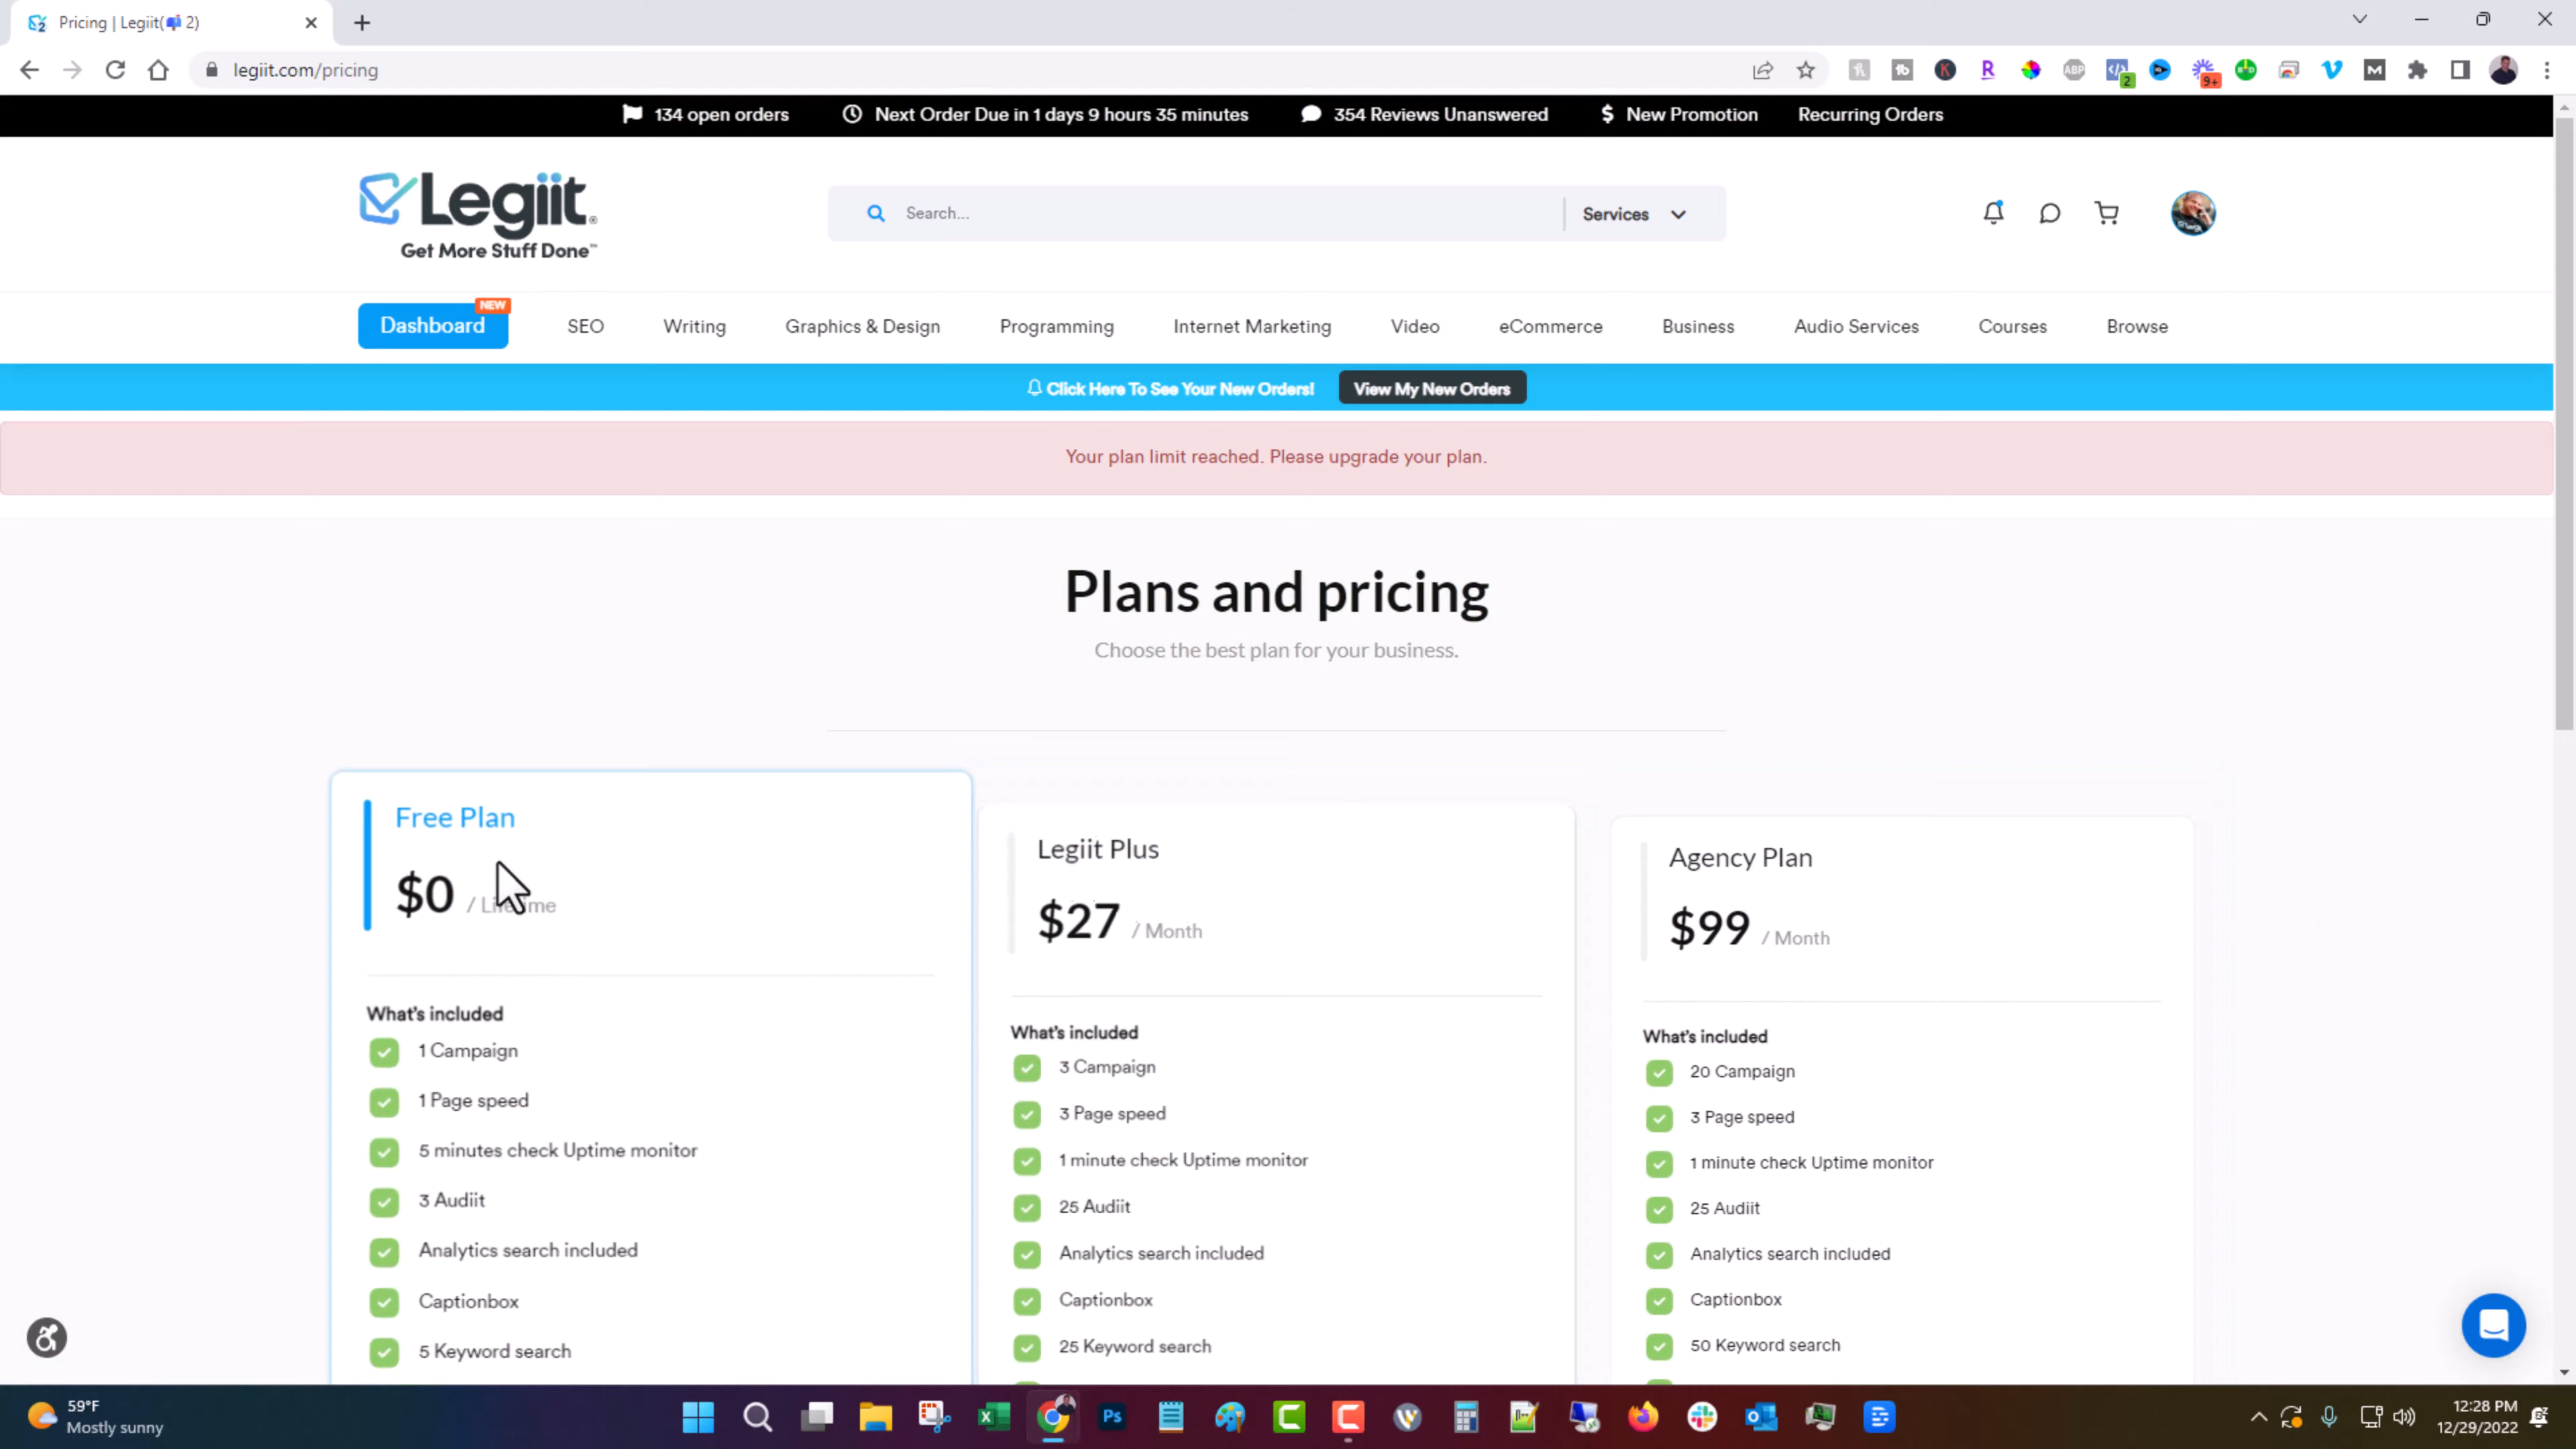 Pricing | Legiit(📬 2)
legiit.com/pricing
134 open orders
Next Order Due in 1 days 9 hours 35 minutes
354 Reviews Unanswered
$ New Promotion
Recurring Orders
Legiit®
Get More Stuff Done™
Search...
Services
Dashboard
NEW
SEO
Writing
Graphics & Design
Programming
Internet Marketing
Video
eCommerce
Business
Audio Services
Courses
Browse
Click Here To See Your New Orders!
View My New Orders
Your plan limit reached. Please upgrade your plan.
Plans and pricing
Choose the best plan for your business.
Free Plan
$0 / Lifetime
What's included
1 Campaign
1 Page speed
5 minutes check Uptime monitor
3 Audiit
Analytics search included
Captionbox
5 Keyword search
Legiit Plus
$27 / Month
What's included
3 Campaign
3 Page speed
1 minute check Uptime monitor
25 Audiit
Analytics search included
Captionbox
25 Keyword search
Agency Plan
$99 / Month
What's included
20 Campaign
3 Page speed
1 minute check Uptime monitor
25 Audiit
Analytics search included
Captionbox
50 Keyword search
59°F
Mostly sunny
12:28 PM
12/29/2022